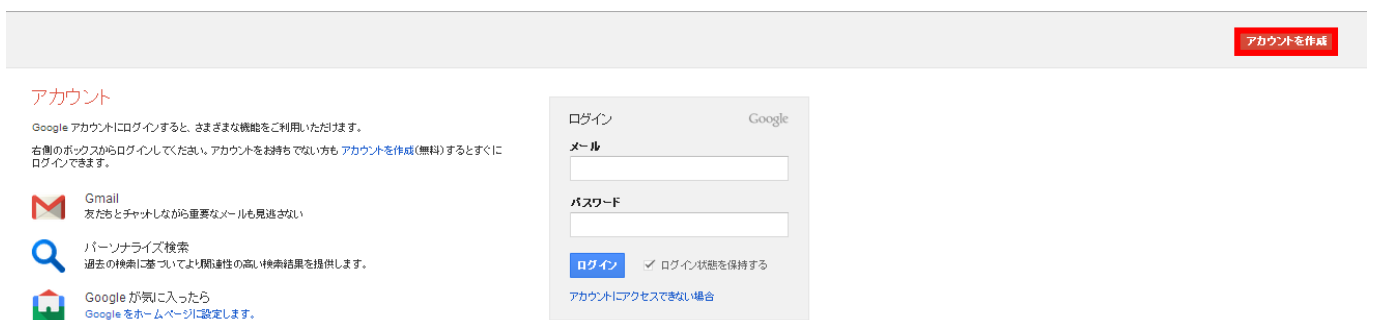 アカウントを作成
アカウント
Google アカウントにログインすると、さまざまな機能をご利用いただけます。
右側のボックスからログインしてください。アカウントをお持ちでない方も アカウントを作成(無料)するとすぐに
ログインできます。
Gmail
友だちとチャットしながら重要なメールも見逃さない
パーソナライズ検索
過去の検索に基づいてより関連性の高い検索結果を提供します。
Google が気に入ったら
Google をホームページに設定します。
ログイン Google
メール
パスワード
ログイン ログイン状態を保持する
アカウントにアクセスできない場合